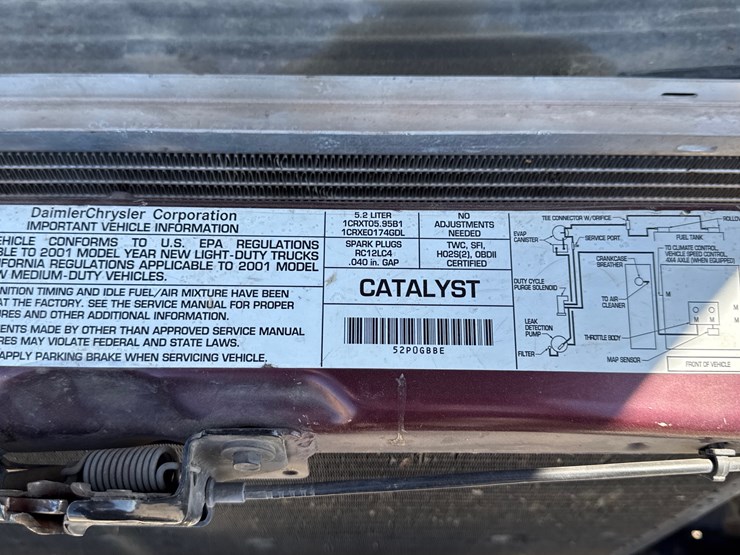 DaimlerChrysler Corporation
IMPORTANT VEHICLE INFORMATION
EHICLE CONFORMS TO U.S. EPA REGULATIONS
BLE TO 2001 MODEL YEAR NEW LIGHT-DUTY TRUCKS
IFORNIA REGULATIONS APPLICABLE TO 2001 MODEL
W MEDIUM-DUTY VEHICLES.
NITION TIMING AND IDLE FUEL/AIR MIXTURE HAVE BEEN
AT THE FACTORY. SEE THE SERVICE MANUAL FOR PROPER
URES AND OTHER ADDITIONAL INFORMATION.
ENTS MADE BY OTHER THAN APPROVED SERVICE MANUAL
RES MAY VIOLATE FEDERAL AND STATE LAWS.
APPLY PARKING BRAKE WHEN SERVICING VEHICLE.
5.2 LITER
1CRXT05.95B1
1CRXE0174GDL
SPARK PLUGS
RC12LC4
.040 in. GAP
NO
ADJUSTMENTS
NEEDED
TWC, SFI,
HO2S(2), OBDII
CERTIFIED
CATALYST
52P0GBBE
TEE CONNECTOR W/ORIFICE
ROLLOV
EVAP
CANISTER
SERVICE PORT
FUEL TANK
CRANKCASE
BREATHER
TO CLIMATE CONTROL
VEHICLE SPEED CONTROL
4X4 AXLE (WHEN EQUIPPED)
DUTY CYCLE
PURGE SOLENOID
TO AIR
CLEANER
M
M
M M
M M
LEAK
DETECTION
PUMP
THROTTLE BODY
FILTER
MAP SENSOR
FRONT OF VEHICLE